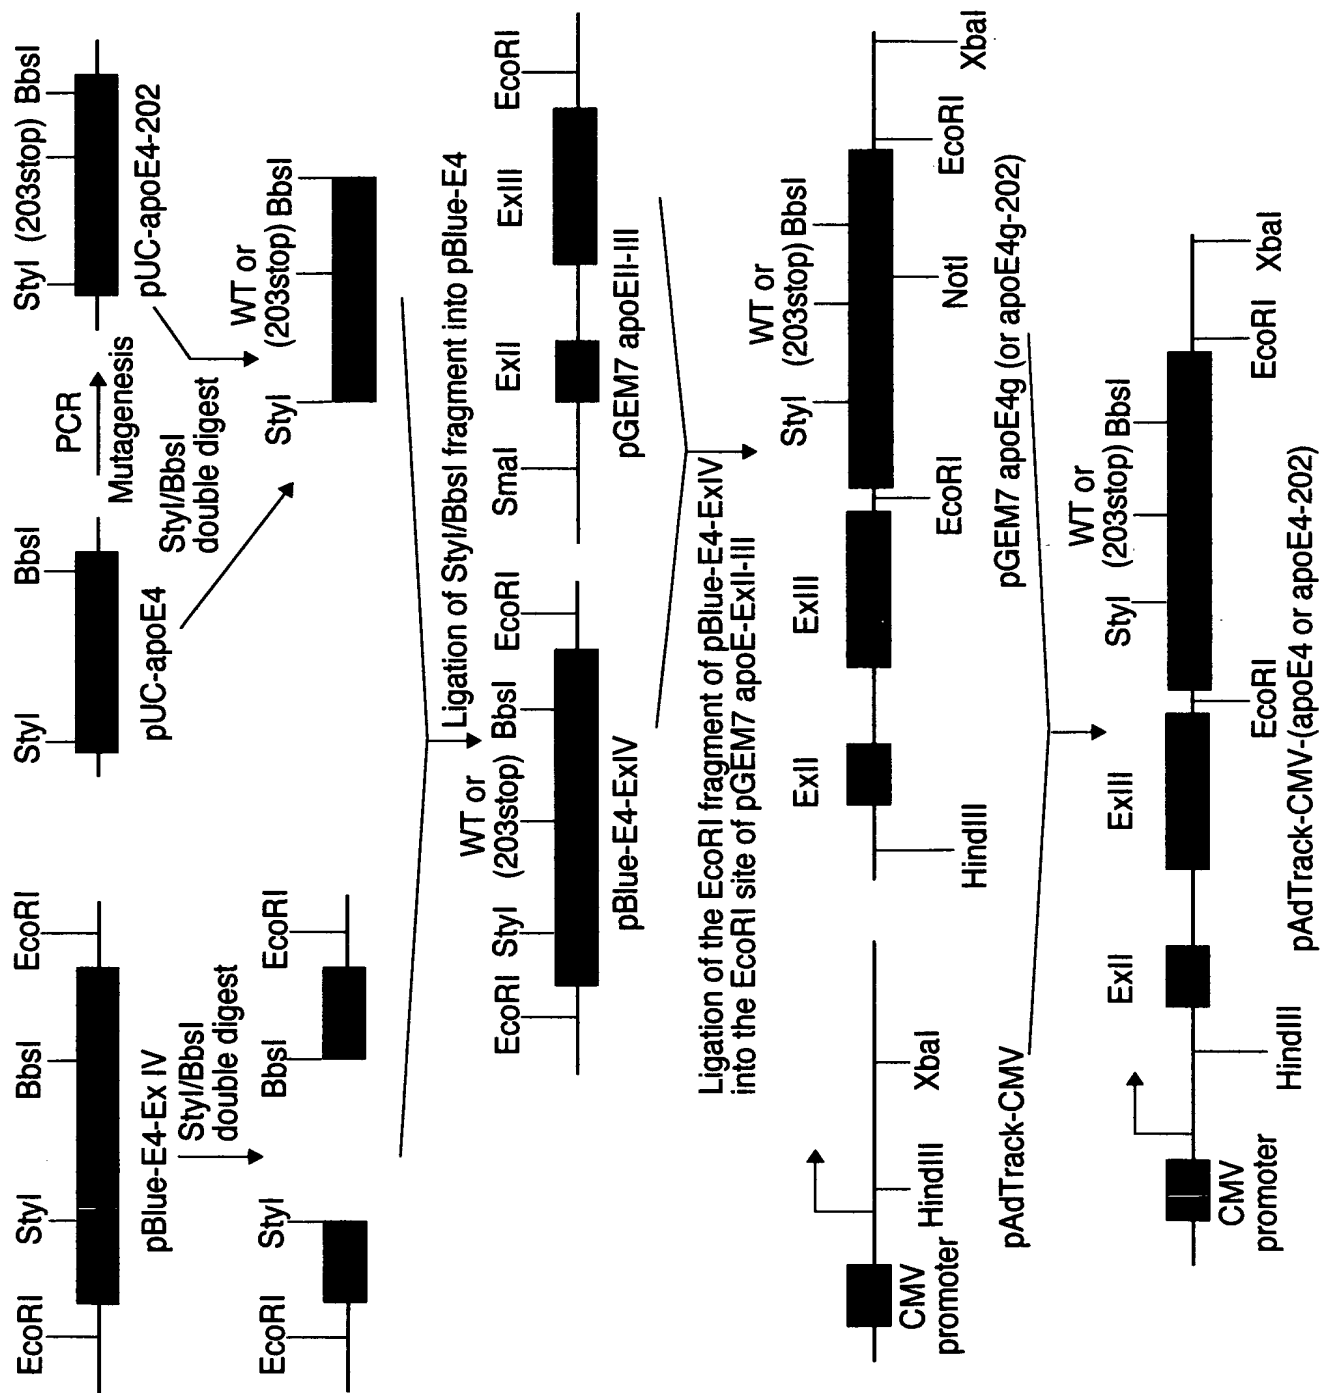 EcoRI StyI BbsI EcoRI
pBlue-E4-Ex IV
StyI/BbsI
double digest
EcoRI StyI
BbsI EcoRI
StyI BbsI
pUC-apoE4
PCR
Mutagenesis
StyI (203stop) BbsI
pUC-apoE4-202
StyI/BbsI
double digest
WT or
StyI (203stop) BbsI
Ligation of StyI/BbsI fragment into pBlue-E4
WT or
EcoRI StyI (203stop) BbsI EcoRI
pBlue-E4-ExIV
SmaI ExII ExIII EcoRI
pGEM7 apoEII-III
Ligation of the EcoRI fragment of pBlue-E4-ExIV
into the EcoRI site of pGEM7 apoE-ExII-III
CMV
promoter
HindIII XbaI
pAdTrack-CMV
WT or
ExII ExIII StyI (203stop) BbsI
HindIII EcoRI NotI EcoRI XbaI
pGEM7 apoE4g (or apoE4g-202)
WT or
ExII ExIII StyI (203stop) BbsI
CMV
promoter
HindIII EcoRI EcoRI XbaI
pAdTrack-CMV-(apoE4 or apoE4-202)